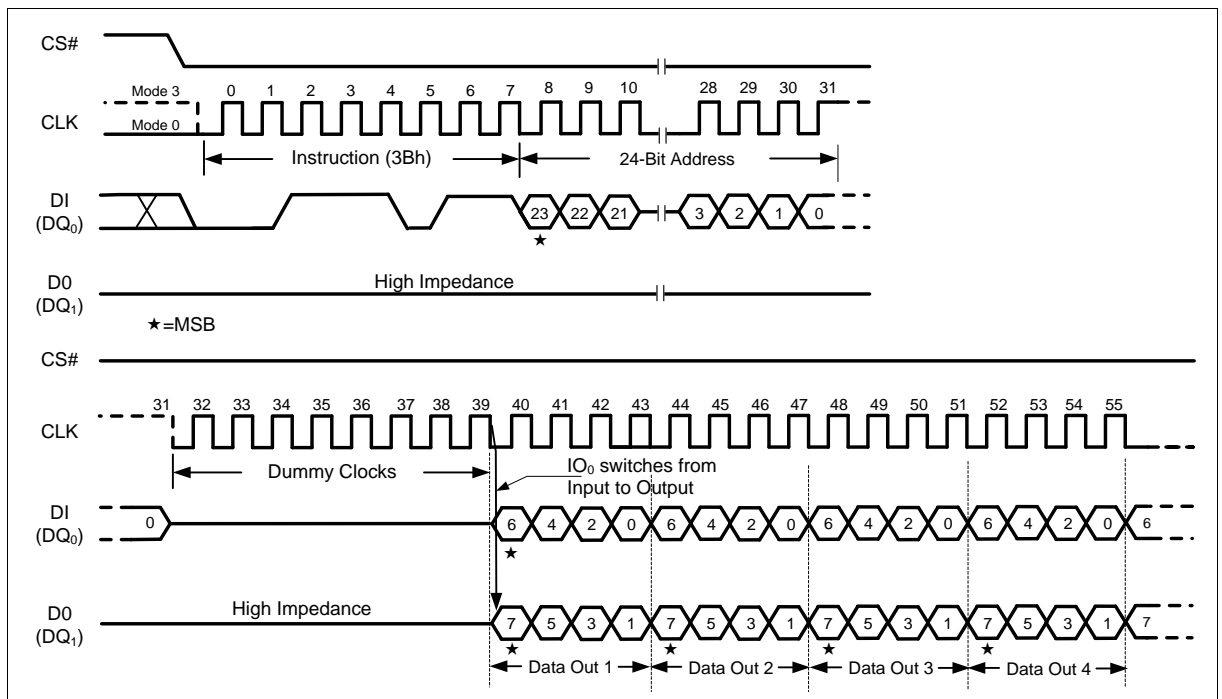 CS#
Mode 3
0 1 2 3 4 5 6 7 8 9 10 28 29 30 31
CLK
Mode 0
Instruction (3Bh)
24-Bit Address
DI
(DQ0)
23 22 21 3 2 1 0
★
D0
(DQ1)
High Impedance
★=MSB
CS#
31 32 33 34 35 36 37 38 39 40 41 42 43 44 45 46 47 48 49 50 51 52 53 54 55
CLK
Dummy Clocks
IO0 switches from
Input to Output
DI
(DQ0)
0 6 4 2 0 6 4 2 0 6 4 2 0 6 4 2 0 6
★
D0
(DQ1)
High Impedance
7 5 3 1 7 5 3 1 7 5 3 1 7 5 3 1 7
★ ★ ★ ★
Data Out 1 Data Out 2 Data Out 3 Data Out 4